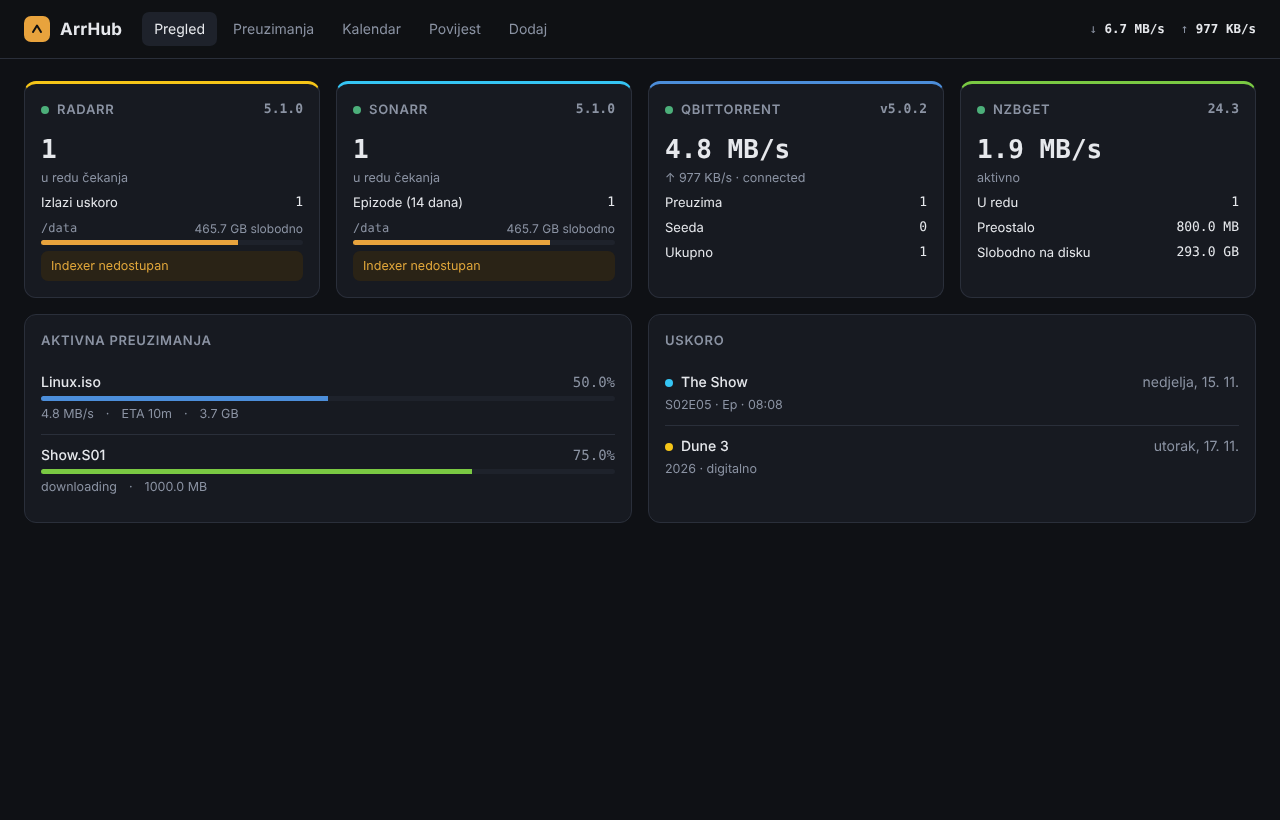 ArrHub Pregled Preuzimanja Kalendar Povijest Dodaj ↓ 6.7 MB/s ↑ 977 KB/s
RADARR 5.1.0
1
u redu čekanja
Izlazi uskoro 1
/data 465.7 GB slobodno
Indexer nedostupan
SONARR 5.1.0
1
u redu čekanja
Epizode (14 dana) 1
/data 465.7 GB slobodno
Indexer nedostupan
QBITTORRENT v5.0.2
4.8 MB/s
↑ 977 KB/s · connected
Preuzima 1
Seeda 0
Ukupno 1
NZBGET 24.3
1.9 MB/s
aktivno
U redu 1
Preostalo 800.0 MB
Slobodno na disku 293.0 GB
AKTIVNA PREUZIMANJA
Linux.iso 50.0%
4.8 MB/s · ETA 10m · 3.7 GB
Show.S01 75.0%
downloading · 1000.0 MB
USKORO
The Show nedjelja, 15. 11.
S02E05 · Ep · 08:08
Dune 3 utorak, 17. 11.
2026 · digitalno